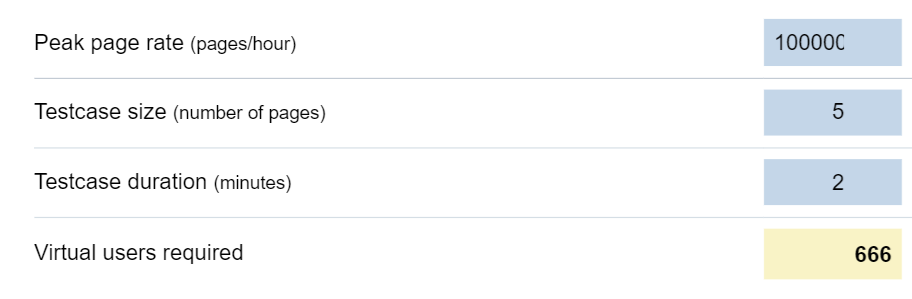 Peak page rate (pages/hour) 100000
Testcase size (number of pages) 5
Testcase duration (minutes) 2
Virtual users required 666